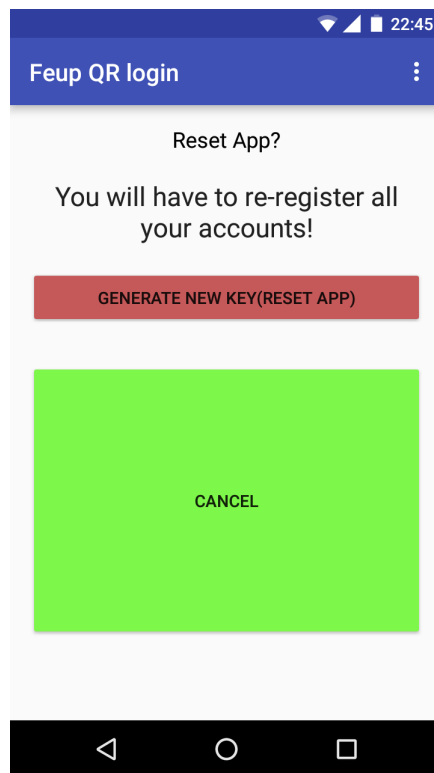 22:45
Feup QR login
Reset App?
You will have to re-register all
your accounts!
GENERATE NEW KEY(RESET APP)
CANCEL